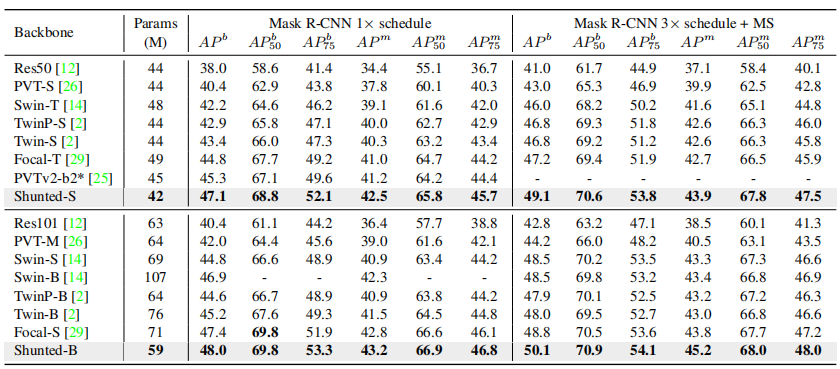 Backbone Params (M) Mask R-CNN 1× schedule Mask R-CNN 3× schedule + MS
AP^b AP^b_50 AP^b_75 AP^m AP^m_50 AP^m_75 AP^b AP^b_50 AP^b_75 AP^m AP^m_50 AP^m_75
Res50 [12] 44 38.0 58.6 41.4 34.4 55.1 36.7 41.0 61.7 44.9 37.1 58.4 40.1
PVT-S [26] 44 40.4 62.9 43.8 37.8 60.1 40.3 43.0 65.3 46.9 39.9 62.5 42.8
Swin-T [14] 48 42.2 64.6 46.2 39.1 61.6 42.0 46.0 68.2 50.2 41.6 65.1 44.8
TwinP-S [2] 44 42.9 65.8 47.1 40.0 62.7 42.9 46.8 69.3 51.8 42.6 66.3 46.0
Twin-S [2] 44 43.4 66.0 47.3 40.3 63.2 43.4 46.8 69.2 51.2 42.6 66.3 45.8
Focal-T [29] 49 44.8 67.7 49.2 41.0 64.7 44.2 47.2 69.4 51.9 42.7 66.5 45.9
PVTv2-b2* [25] 45 45.3 67.1 49.6 41.2 64.2 44.4 - - - - - -
Shunted-S 42 47.1 68.8 52.1 42.5 65.8 45.7 49.1 70.6 53.8 43.9 67.8 47.5
Res101 [12] 63 40.4 61.1 44.2 36.4 57.7 38.8 42.8 63.2 47.1 38.5 60.1 41.3
PVT-M [26] 64 42.0 64.4 45.6 39.0 61.6 42.1 44.2 66.0 48.2 40.5 63.1 43.5
Swin-S [14] 69 44.8 66.6 48.9 40.9 63.4 44.2 48.5 70.2 53.5 43.3 67.3 46.6
Swin-B [14] 107 46.9 - - 42.3 - - 48.5 69.8 53.2 43.4 66.8 46.9
TwinP-B [2] 64 44.6 66.7 48.9 40.9 63.8 44.2 47.9 70.1 52.5 43.2 67.2 46.3
Twin-B [2] 76 45.2 67.6 49.3 41.5 64.5 44.8 48.0 69.5 52.7 43.0 66.8 46.6
Focal-S [29] 71 47.4 69.8 51.9 42.8 66.6 46.1 48.8 70.5 53.6 43.8 67.7 47.2
Shunted-B 59 48.0 69.8 53.3 43.2 66.9 46.8 50.1 70.9 54.1 45.2 68.0 48.0